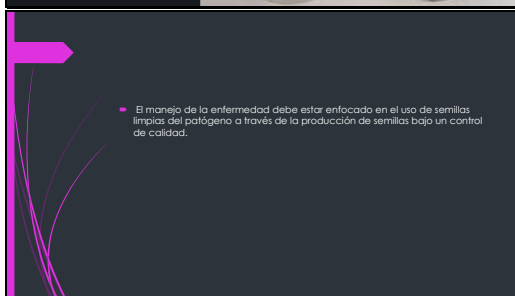 El manejo de la enfermedad debe estar enfocado en el uso de semillas
limpias del patógeno a través de la producción de semillas bajo un control
de calidad.